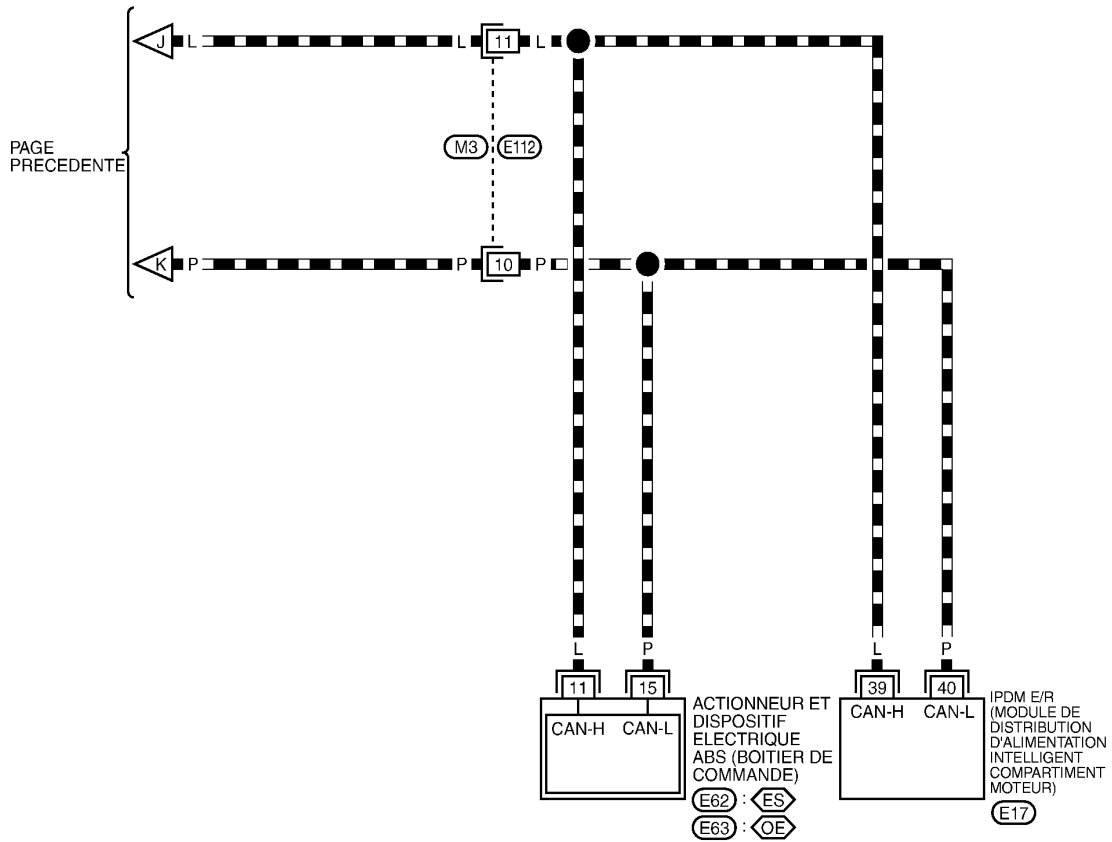 J L L 11 L
PAGE
PRECEDENTE
M3 E112
K P P 10 P
L P L P
11 15 39 40
CAN-H CAN-L
CAN-H CAN-L
ACTIONNEUR ET
DISPOSITIF
ELECTRIQUE
ABS (BOITIER DE
COMMANDE)
E62 : ES
E63 : OE
IPDM E/R
(MODULE DE
DISTRIBUTION
D'ALIMENTATION
INTELLIGENT
COMPARTIMENT
MOTEUR)
E17